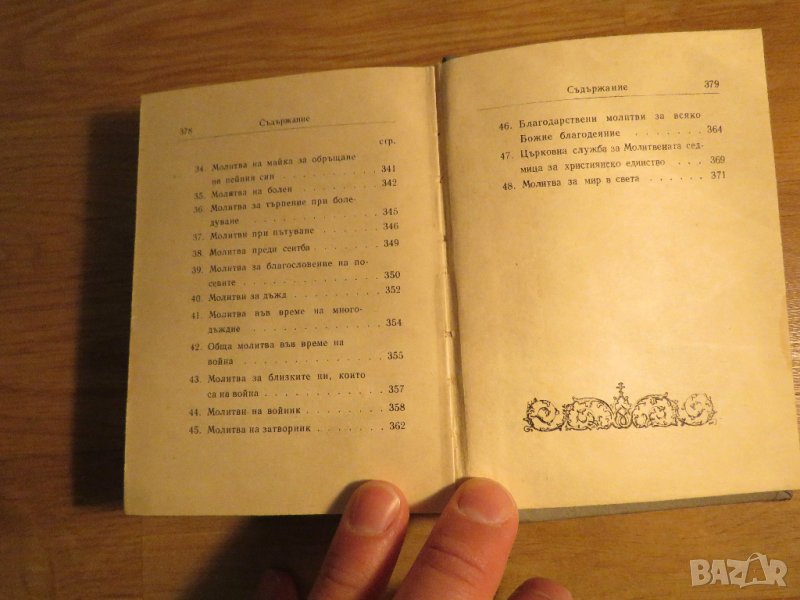 378 Съдържание
стр.
34. Молитва на майка за обръщане
на нейния син . . . . . . . . . . 341
35. Молитва на болен . . . . . . . 342
36. Молитва за търпение при боле-
дуване . . . . . . . . . . . . . 345
37. Молитви при пътуване . . . . . 346
38. Молитва преди сеитба . . . . . 349
39. Молитва за благословение на по-
севите . . . . . . . . . . . . . 350
40. Молитви за дъжд . . . . . . . . 352
41. Молитва във време на много-
дъждие . . . . . . . . . . . . . 354
42. Обща молитва във време на
война . . . . . . . . . . . . . . 355
43. Молитва за близките ни, които
са на война . . . . . . . . . . . 357
44. Молитви на войник . . . . . . . 358
45. Молитва на затворник . . . . . 362
Съдържание 379
46. Благодарствени молитви за всяко
Божие благодеяние . . . . . . 364
47. Църковна служба за Молитвената сед-
мица за християнско единство . . . 369
48. Молитва за мир в света . . . . . 371
BAZAR